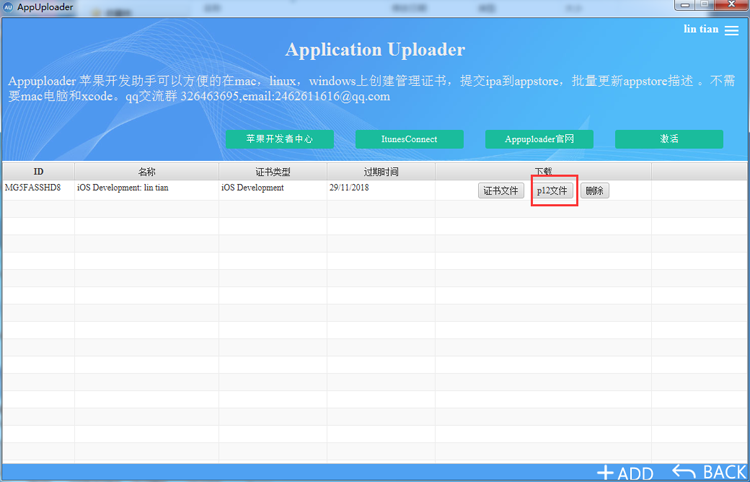 AppUploader
lin tian
Application Uploader
Appuploader 苹果开发助手可以方便的在mac，linux，windows上创建管理证书，提交ipa到appstore，批量更新appstore描述 。不需
要mac电脑和xcode。qq交流群 326463695,email:2462611616@qq.com
苹果开发者中心 ItunesConnect Appuploader官网 激活
ID 名称 证书类型 过期时间 下载
MG5FASSHD8 iOS Development: lin tian iOS Development 29/11/2018 证书文件 p12文件 删除
ADD BACK